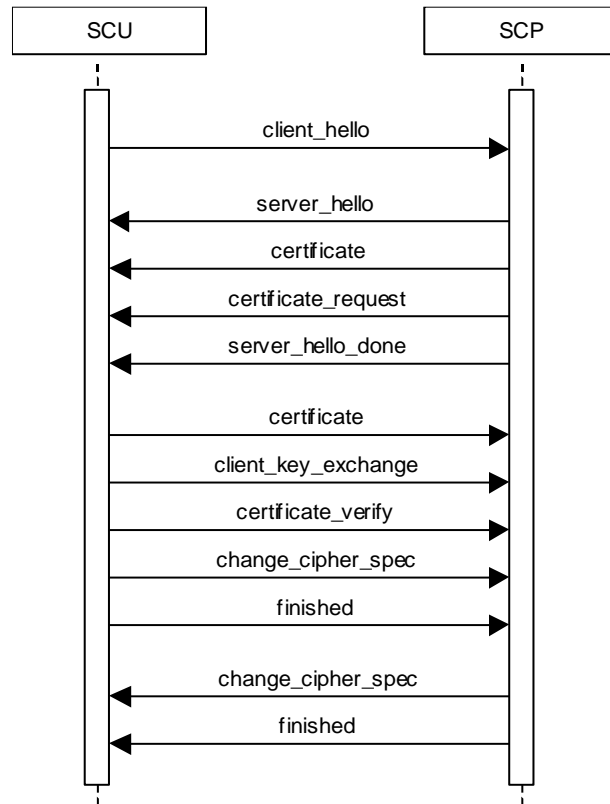 SCU
SCP
client_hello
server_hello
certificate
certificate_request
server_hello_done
certificate
client_key_exchange
certificate_verify
change_cipher_spec
finished
change_cipher_spec
finished